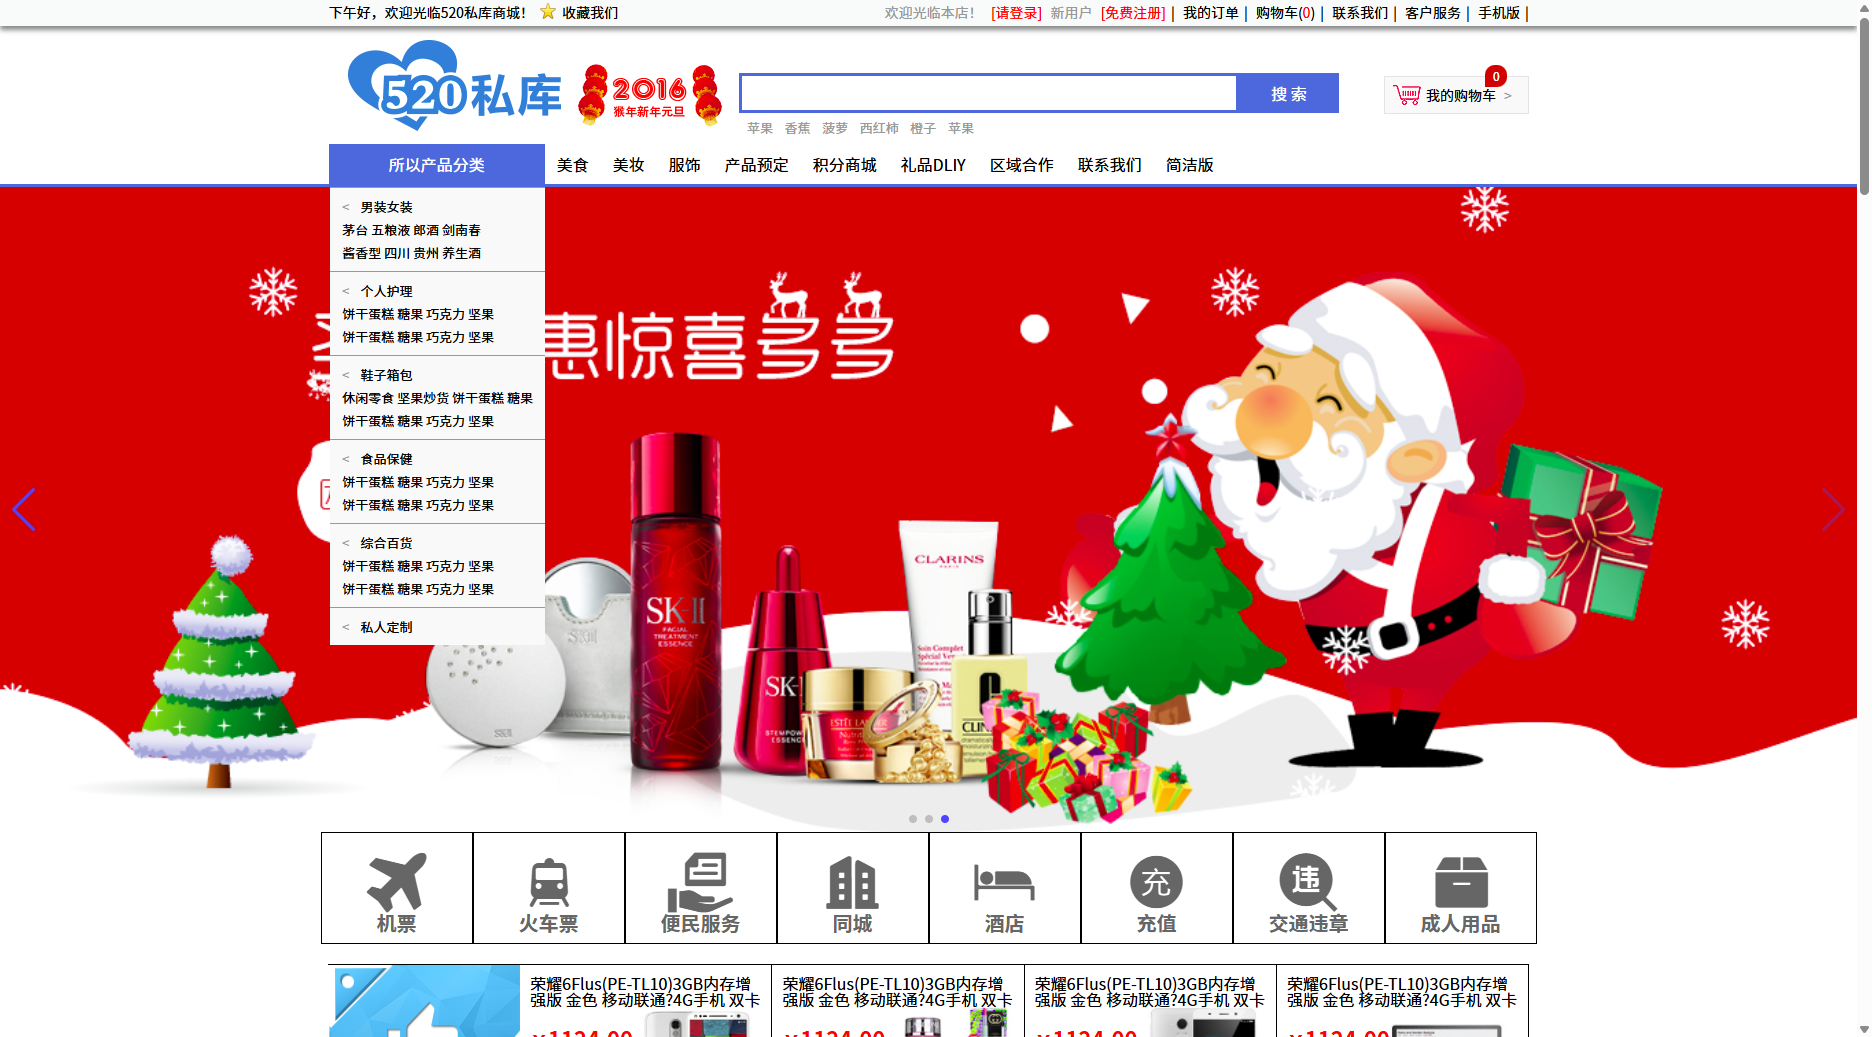 下午好，欢迎光临520私库商城！ 收藏我们
欢迎光临本店！ [请登录] 新用户 [免费注册] | 我的订单 | 购物车(0) | 联系我们 | 客户服务 | 手机版 |
520私库
2016
猴年新年元旦
搜 索
0
我的购物车 >
苹果 香蕉 菠萝 西红柿 橙子 苹果
所以产品分类 美食 美妆 服饰 产品预定 积分商城 礼品DLIY 区域合作 联系我们 简洁版
< 男装女装
茅台 五粮液 郎酒 剑南春
酱香型 四川 贵州 养生酒
< 个人护理
饼干蛋糕 糖果 巧克力 坚果
饼干蛋糕 糖果 巧克力 坚果
< 鞋子箱包
休闲零食 坚果炒货 饼干蛋糕 糖果
饼干蛋糕 糖果 巧克力 坚果
< 食品保健
饼干蛋糕 糖果 巧克力 坚果
饼干蛋糕 糖果 巧克力 坚果
< 综合百货
饼干蛋糕 糖果 巧克力 坚果
饼干蛋糕 糖果 巧克力 坚果
< 私人定制
惠惊喜多多
CLARINS
SK-II
FACIAL
TREATMENT
ESSENCE
SK-II
SK-
STEMPOW
ESSENC
Soin Complet
ESTĒE LAUDER
CLIN
SK-II
机票 火车票 便民服务 同城 酒店 充值 交通违章 成人用品
充
违
荣耀6Flus(PE-TL10)3GB内存增
强版 金色 移动联通?4G手机 双卡
¥1124.00
荣耀6Flus(PE-TL10)3GB内存增
强版 金色 移动联通?4G手机 双卡
¥1124.00
荣耀6Flus(PE-TL10)3GB内存增
强版 金色 移动联通?4G手机 双卡
¥1124.00
荣耀6Flus(PE-TL10)3GB内存增
强版 金色 移动联通?4G手机 双卡
¥1124.00